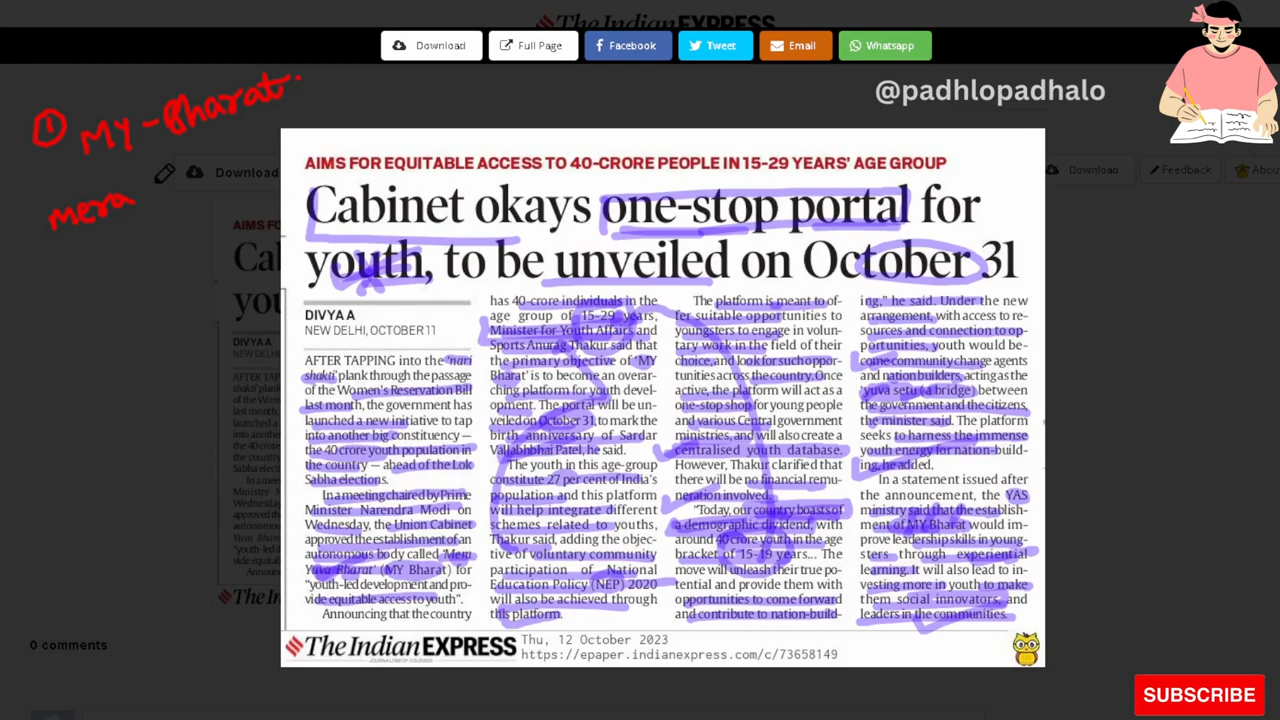 The Indian EXPRESS
Download
Full Page
Facebook
Tweet
Email
Whatsapp
@padhlopadhalo
① MY-Bharat.
mera
Download
Download
Feedback
Abou
AIMS FOR EQUITABLE ACCESS TO 40-CRORE PEOPLE IN 15-29 YEARS' AGE GROUP
Cabinet okays one-stop portal for
youth, to be unveiled on October 31
DIVYA A
NEW DELHI, OCTOBER 11
AFTER TAPPING into the 'nari
shakti' plank through the passage
of the Women's Reservation Bill
last month, the government has
launched a new initiative to tap
into another big constituency —
the 40 crore youth population in
the country — ahead of the Lok
Sabha elections.
In a meeting chaired by Prime
Minister Narendra Modi on
Wednesday, the Union Cabinet
approved the establishment of an
autonomous body called 'Mera
Yuva Bharat' (MY Bharat) for
"youth-led development and pro-
vide equitable access to youth".
Announcing that the country
has 40-crore individuals in the
age group of 15-29 years,
Minister for Youth Affairs and
Sports Anurag Thakur said that
the primary objective of 'MY
Bharat' is to become an overar-
ching platform for youth devel-
opment. The portal will be un-
veiled on October 31, to mark the
birth anniversary of Sardar
Vallabhbhai Patel, he said.
The youth in this age-group
constitute 27 per cent of India's
population and this platform
will help integrate different
schemes related to youths,
Thakur said, adding the objec-
tive of voluntary community
participation of National
Education Policy (NEP) 2020
will also be achieved through
this platform.
The platform is meant to of-
fer suitable opportunities to
youngsters to engage in volun-
tary work in the field of their
choice, and look for such oppor-
tunities across the country. Once
active, the platform will act as a
one-stop shop for young people
and various Central government
ministries, and will also create a
centralised youth database.
However, Thakur clarified that
there will be no financial remu-
neration involved.
"Today, our country boasts of
a demographic dividend, with
around 40 crore youth in the age
bracket of 15-19 years... The
move will unleash their true po-
tential and provide them with
opportunities to come forward
and contribute to nation-build-
ing," he said. Under the new
arrangement, with access to re-
sources and connection to op-
portunities, youth would be-
come community change agents
and nation builders, acting as the
'yuva setu' (a bridge) between
the government and the citizens,
the minister said. The platform
seeks to harness the immense
youth energy for nation-build-
ing, he added.
In a statement issued after
the announcement, the YAS
ministry said that the establish-
ment of MY Bharat would im-
prove leadership skills in young-
sters through experiential
learning. It will also lead to in-
vesting more in youth to make
them social innovators, and
leaders in the communities.
The Indian EXPRESS
JOURNALISM OF COURAGE
Thu, 12 October 2023
https://epaper.indianexpress.com/c/73658149
0 comments
SUBSCRIBE